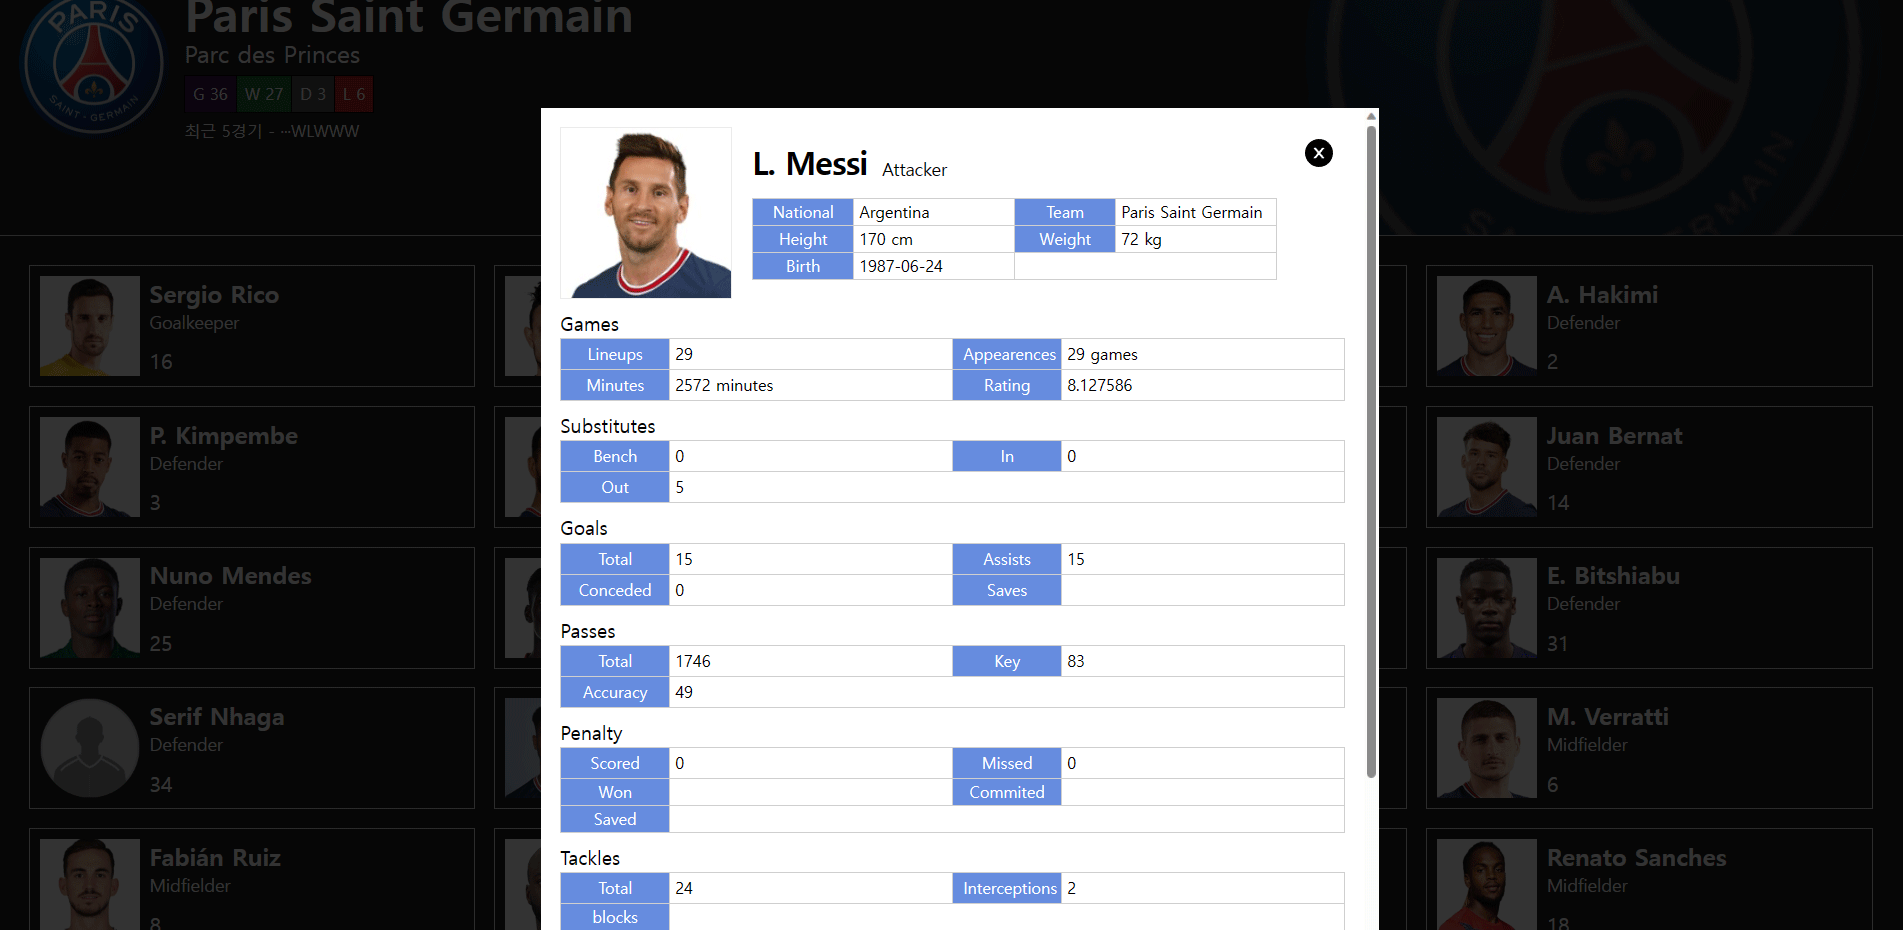 Paris Saint Germain
Parc des Princes
G 36 W 27 D 3 L 6
최근 5경기 - ···WLWWW
PARIS
SAINT - GERMAIN
L. Messi Attacker
X
National Argentina Team Paris Saint Germain
Height 170 cm Weight 72 kg
Birth 1987-06-24
Games
Lineups 29 Appearences 29 games
Minutes 2572 minutes Rating 8.127586
Substitutes
Bench 0 In 0
Out 5
Goals
Total 15 Assists 15
Conceded 0 Saves
Passes
Total 1746 Key 83
Accuracy 49
Penalty
Scored 0 Missed 0
Won Commited
Saved
Tackles
Total 24 Interceptions 2
blocks
Sergio Rico
Goalkeeper
16
A. Hakimi
Defender
2
P. Kimpembe
Defender
3
Juan Bernat
Defender
14
Nuno Mendes
Defender
25
E. Bitshiabu
Defender
31
Serif Nhaga
Defender
34
M. Verratti
Midfielder
6
Fabián Ruiz
Midfielder
8
Renato Sanches
Midfielder
18